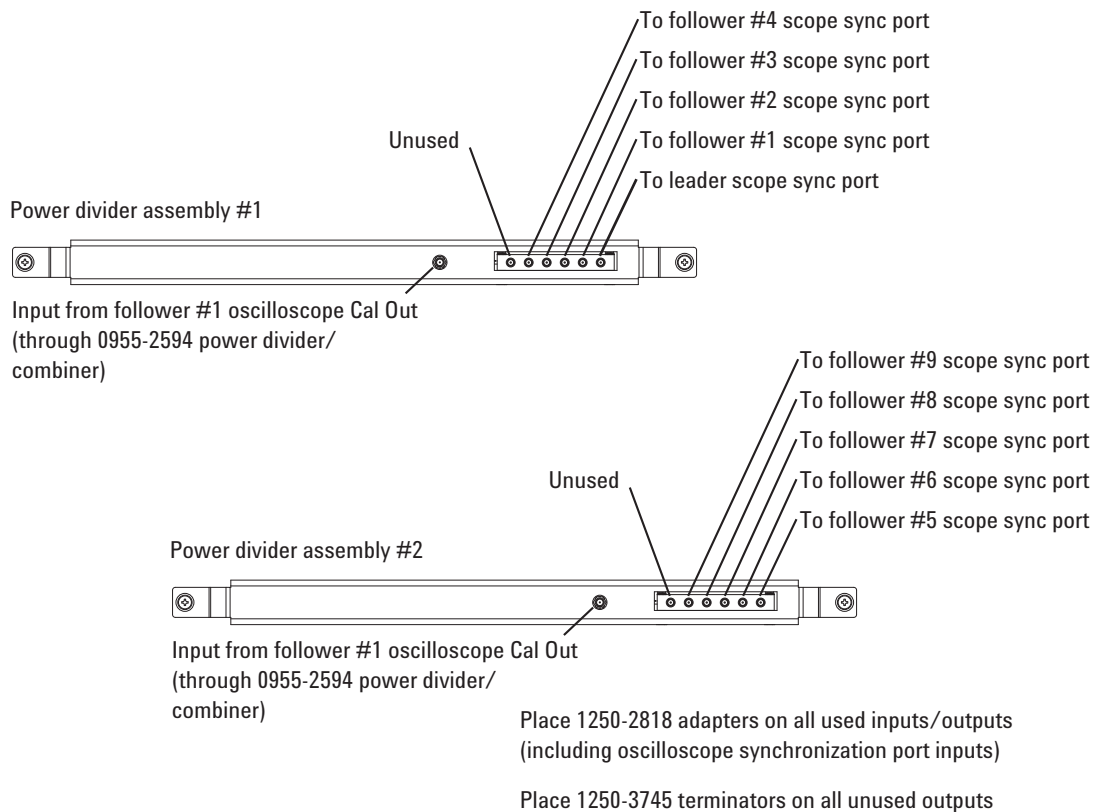 To follower #4 scope sync port
To follower #3 scope sync port
To follower #2 scope sync port
Unused
To follower #1 scope sync port
To leader scope sync port
Power divider assembly #1
Input from follower #1 oscilloscope Cal Out
(through 0955-2594 power divider/
combiner)
To follower #9 scope sync port
To follower #8 scope sync port
To follower #7 scope sync port
Unused
To follower #6 scope sync port
To follower #5 scope sync port
Power divider assembly #2
Input from follower #1 oscilloscope Cal Out
(through 0955-2594 power divider/
combiner)
Place 1250-2818 adapters on all used inputs/outputs
(including oscilloscope synchronization port inputs)
Place 1250-3745 terminators on all unused outputs